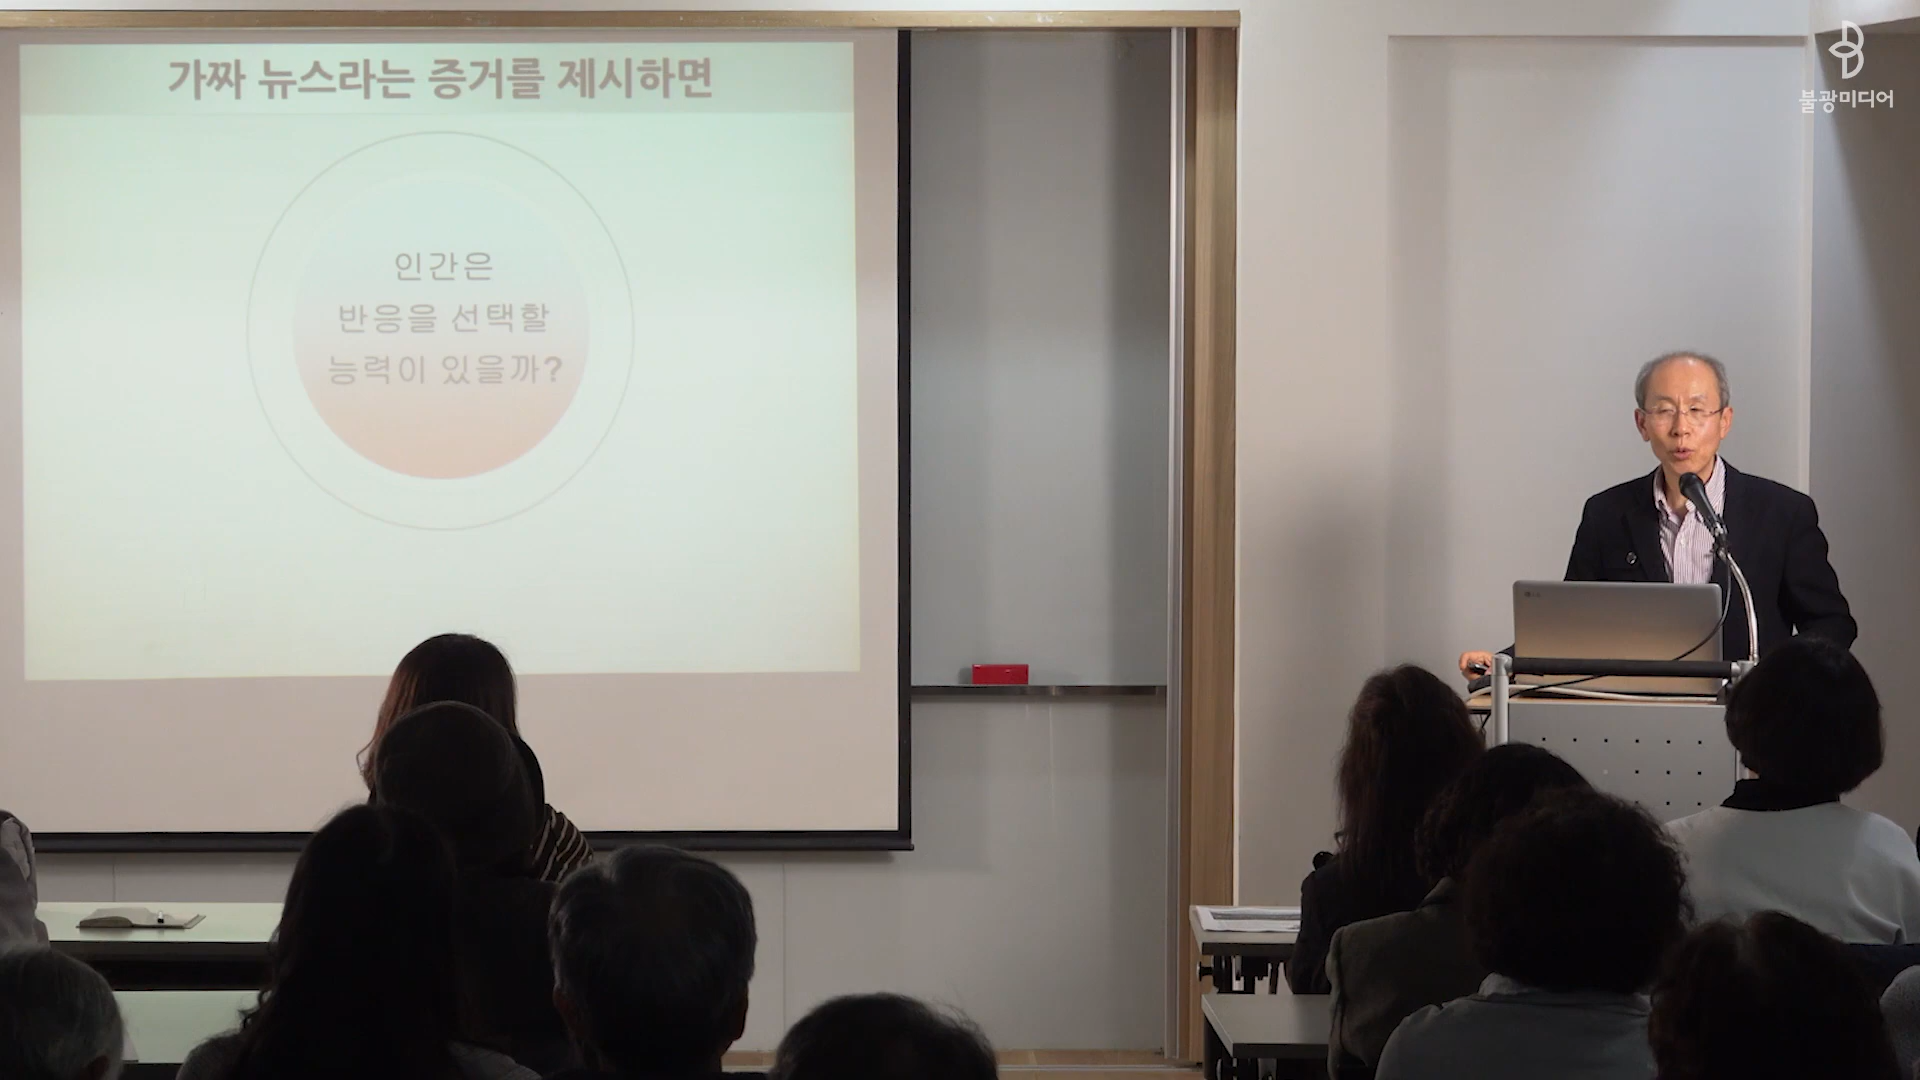 가짜 뉴스라는 증거를 제시하면
인간은
반응을 선택할
능력이 있을까?
불광미디어